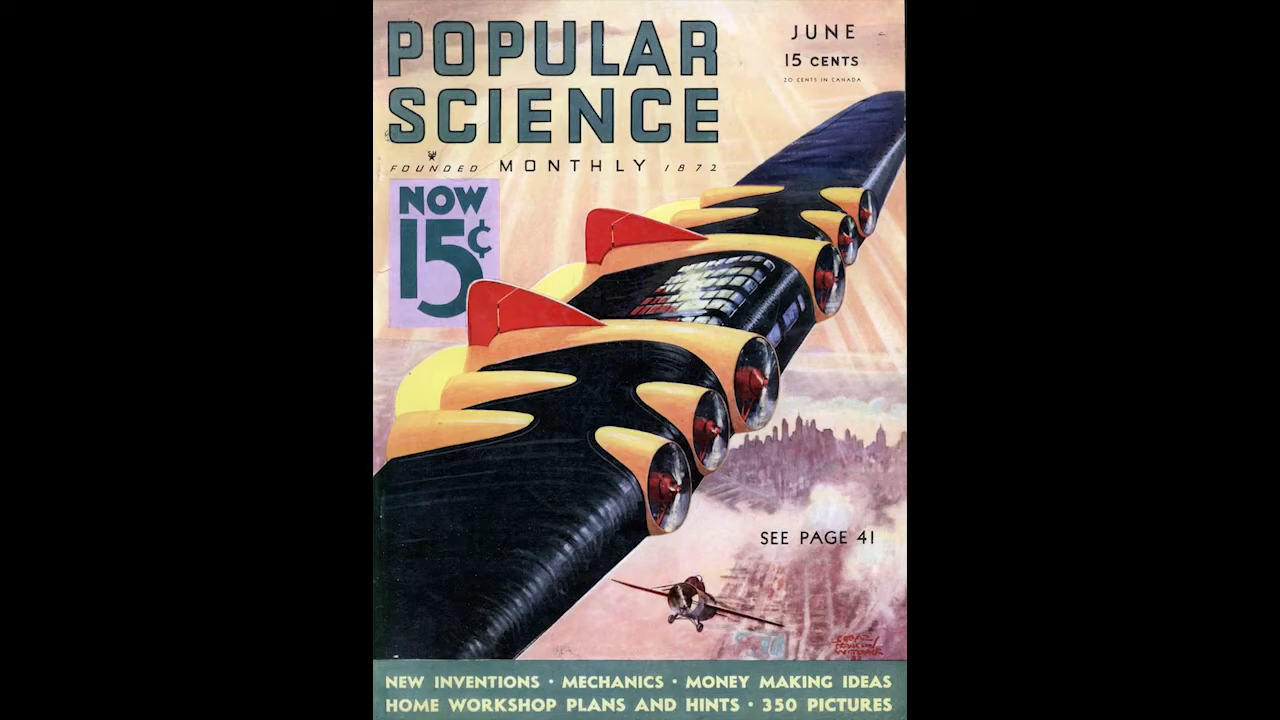 POPULAR
SCIENCE
FOUNDED MONTHLY 1872
JUNE
15 CENTS
20 CENTS IN CANADA
NOW
15¢
SEE PAGE 41
NEW INVENTIONS • MECHANICS • MONEY MAKING IDEAS
HOME WORKSHOP PLANS AND HINTS • 350 PICTURES